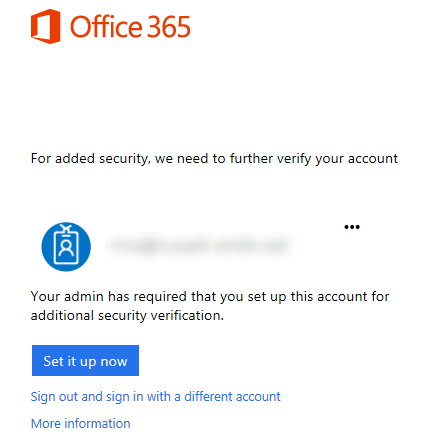 Office 365
For added security, we need to further verify your account
•••
Your admin has required that you set up this account for
additional security verification.
Set it up now
Sign out and sign in with a different account
More information